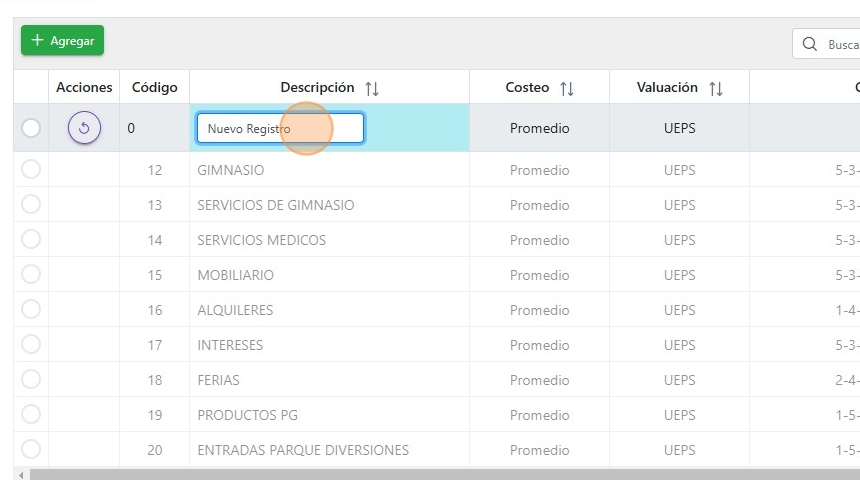 + Agregar
Busca
Acciones Código Descripción Costeo Valuación
0 Nuevo Registro Promedio UEPS
12 GIMNASIO Promedio UEPS 5-3-
13 SERVICIOS DE GIMNASIO Promedio UEPS 5-3-
14 SERVICIOS MEDICOS Promedio UEPS 5-3-
15 MOBILIARIO Promedio UEPS 5-3-
16 ALQUILERES Promedio UEPS 1-4-
17 INTERESES Promedio UEPS 5-3-
18 FERIAS Promedio UEPS 2-4-
19 PRODUCTOS PG Promedio UEPS 1-5-
20 ENTRADAS PARQUE DIVERSIONES Promedio UEPS 1-5-